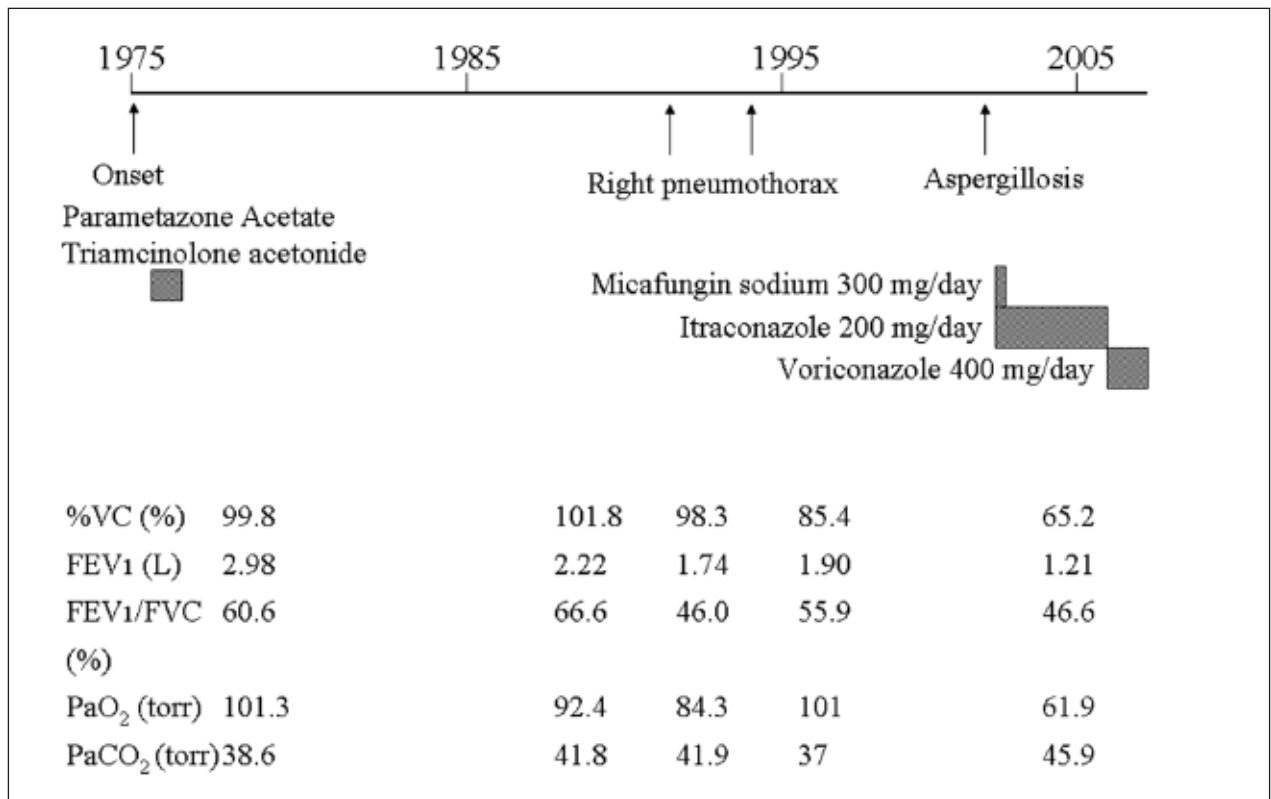 1975 1985 1995 2005
Onset
Right pneumothorax
Aspergillosis
Parametazone Acetate
Triamcinolone acetonide
Micafungin sodium 300 mg/day
Itraconazole 200 mg/day
Voriconazole 400 mg/day
%VC (%) 99.8 101.8 98.3 85.4 65.2
FEV1 (L) 2.98 2.22 1.74 1.90 1.21
FEV1/FVC 60.6 66.6 46.0 55.9 46.6
(%)
PaO2 (torr) 101.3 92.4 84.3 101 61.9
PaCO2 (torr) 38.6 41.8 41.9 37 45.9